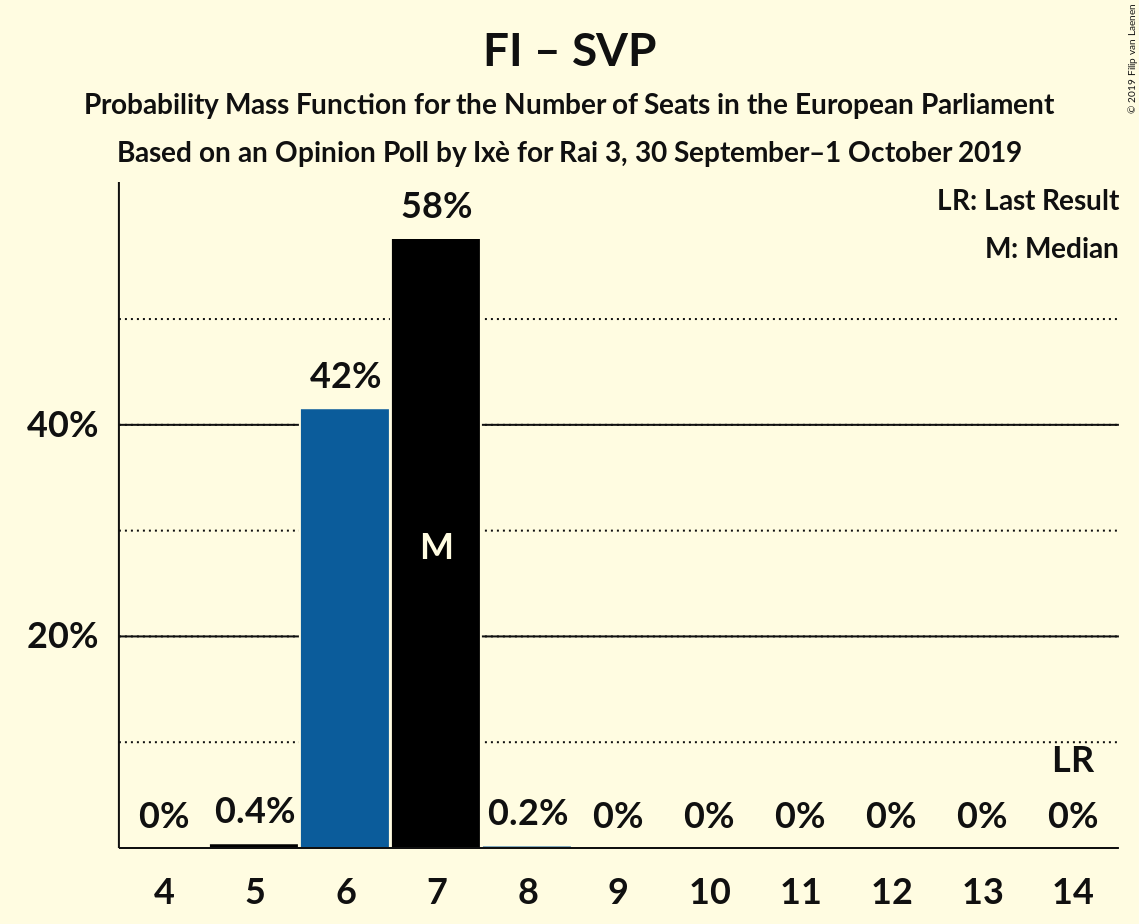 FI – SVP
Probability Mass Function for the Number of Seats in the European Parliament
Based on an Opinion Poll by Ixè for Rai 3, 30 September–1 October 2019
© 2019 Filip van Laenen
LR: Last Result
M: Median
58%
42%
40%
M
20%
LR
0% 0.4% 0.2% 0% 0% 0% 0% 0% 0%
4 5 6 7 8 9 10 11 12 13 14